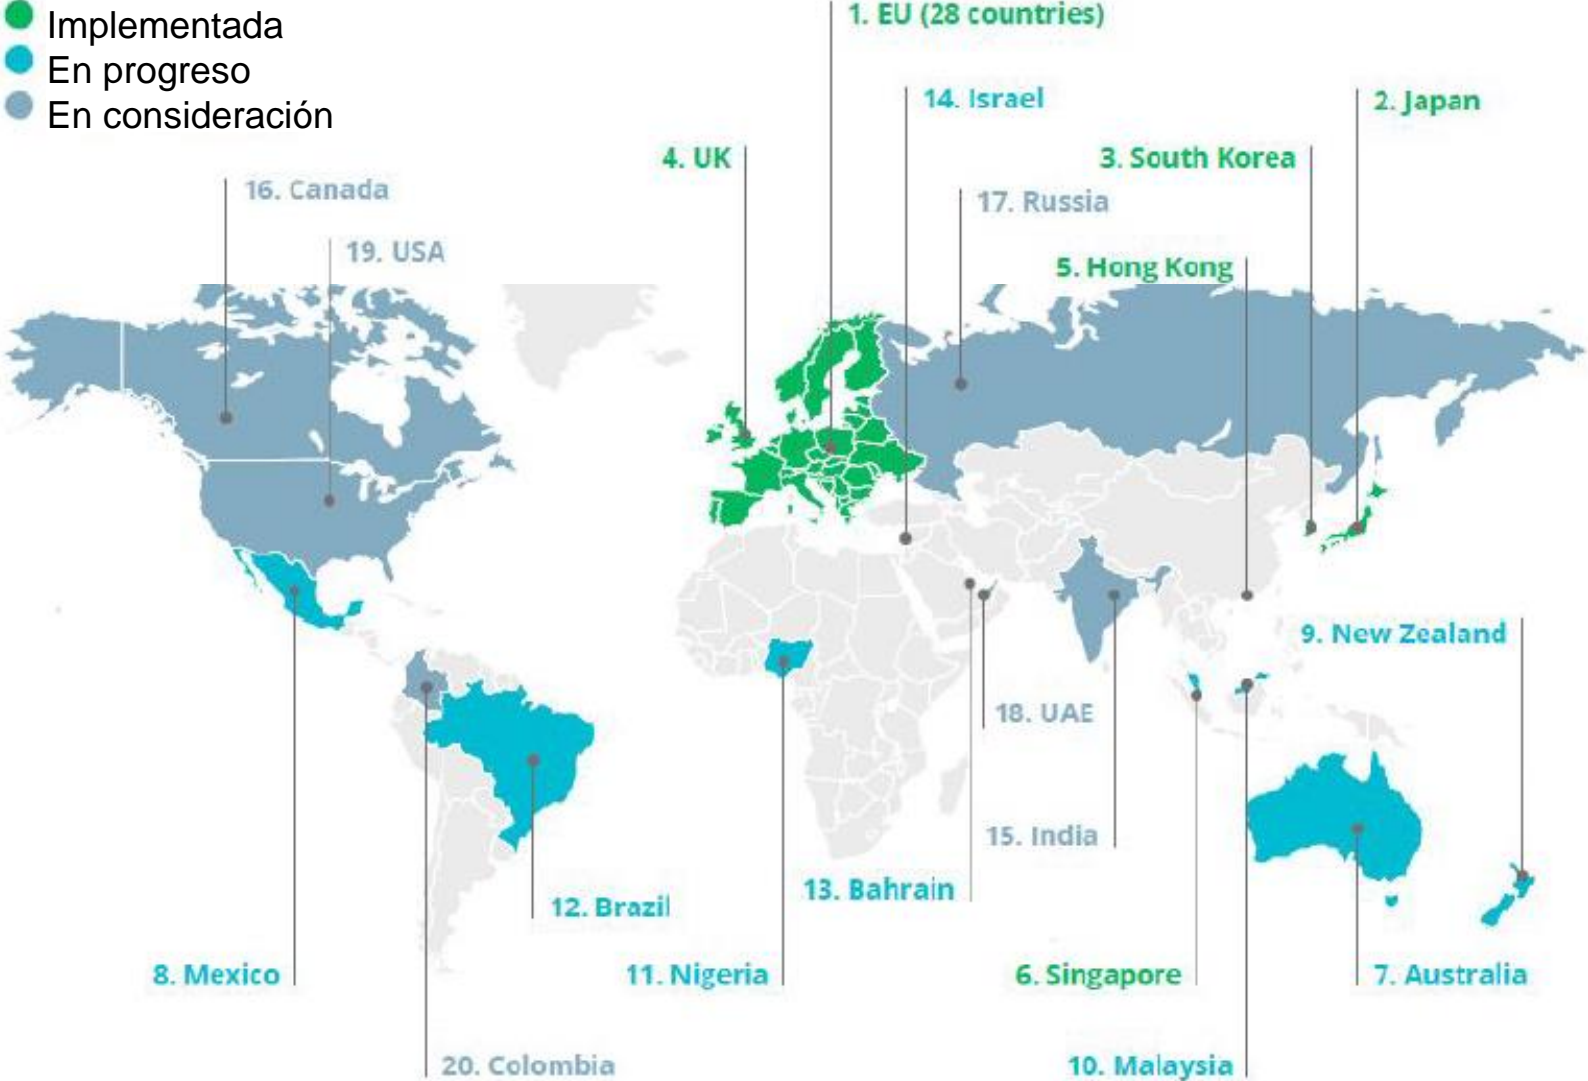 Implementada
En progreso
En consideración
1. EU (28 countries)
14. Israel
2. Japan
4. UK
3. South Korea
16. Canada
17. Russia
19. USA
5. Hong Kong
9. New Zealand
18. UAE
15. India
13. Bahrain
12. Brazil
8. Mexico
11. Nigeria
6. Singapore
7. Australia
20. Colombia
10. Malaysia